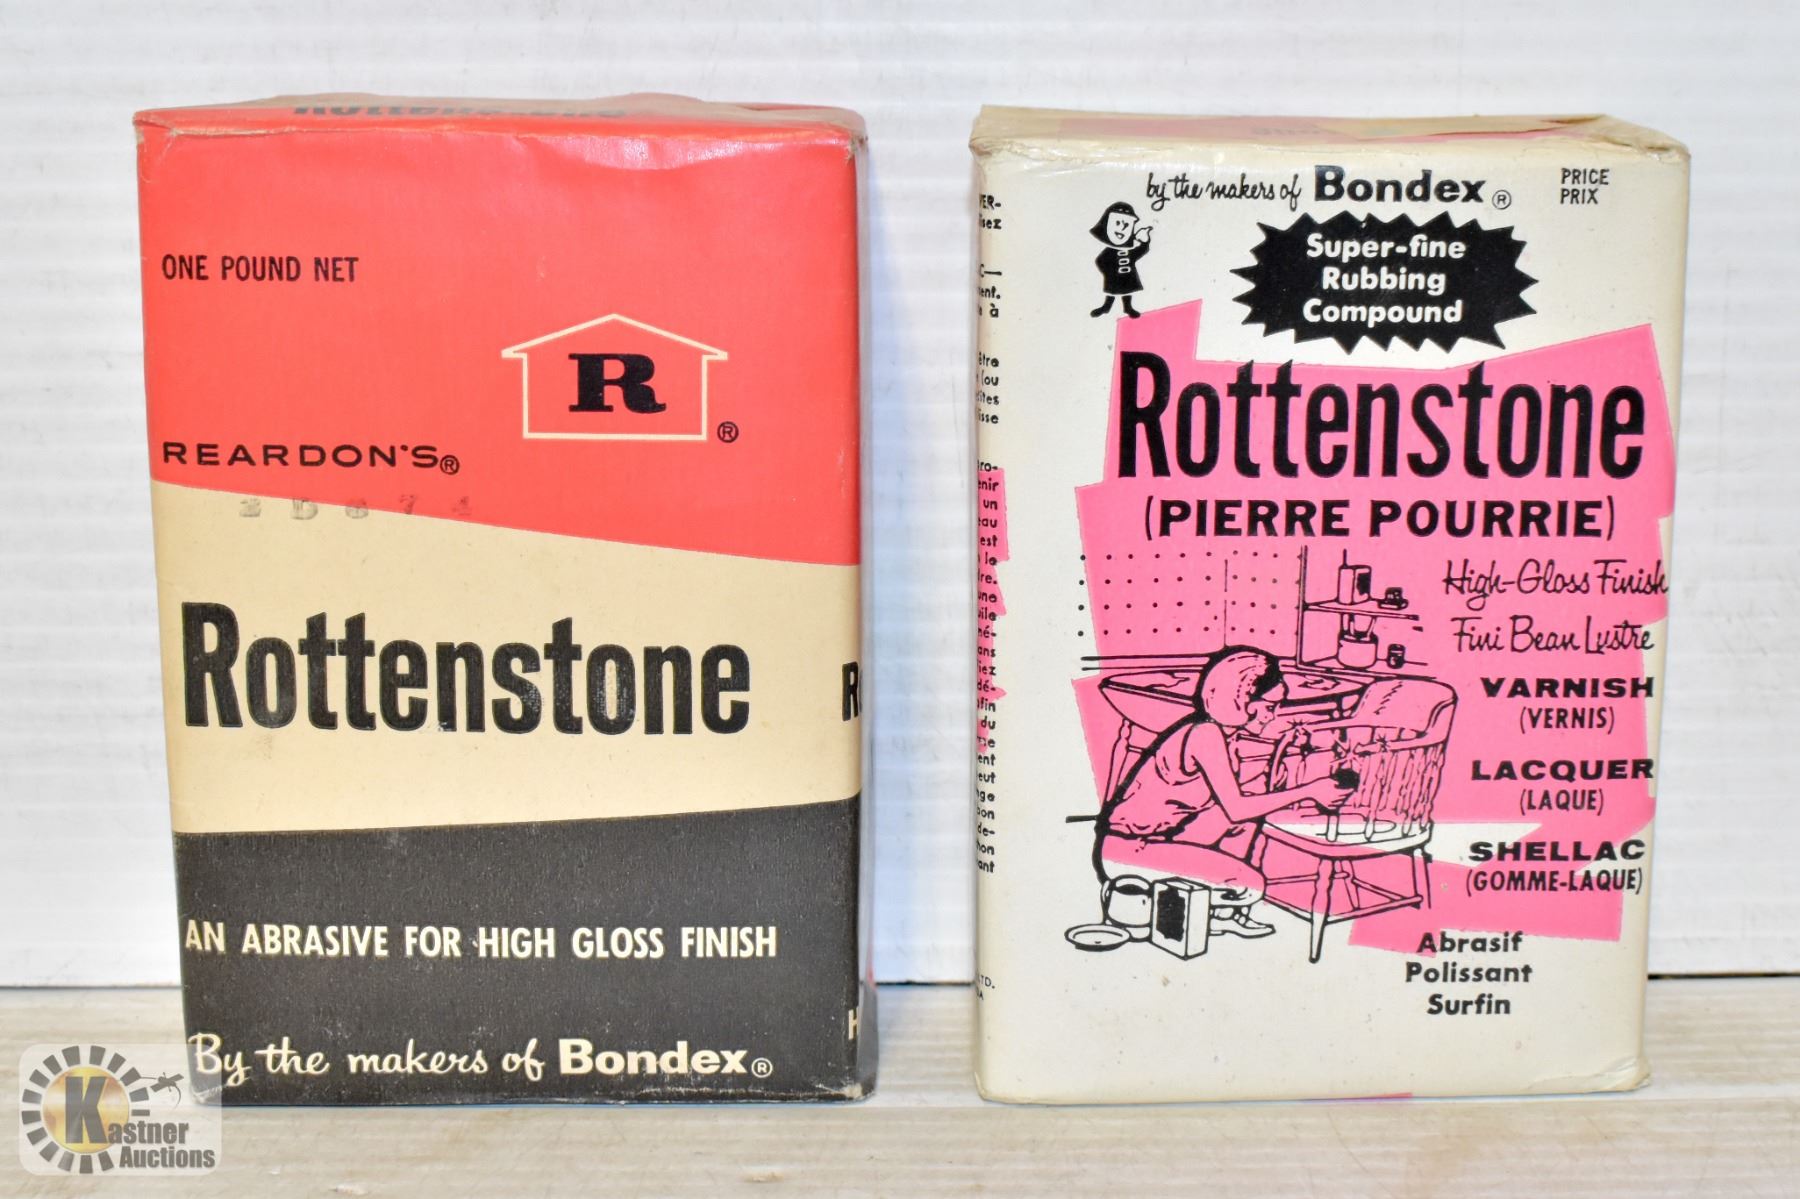 Rottenstone
ONE POUND NET
R
®
REARDON'S®
Rottenstone
AN ABRASIVE FOR HIGH GLOSS FINISH
By the makers of Bondex®
by the makers of Bondex®
PRICE
PRIX
Super-fine
Rubbing
Compound
Rottenstone
(PIERRE POURRIE)
High-Gloss Finish
Fini Beau Lustre
VARNISH
(VERNIS)
LACQUER
(LAQUE)
SHELLAC
(GOMME-LAQUE)
Abrasif
Polissant
Surfin
Kastner
Auctions